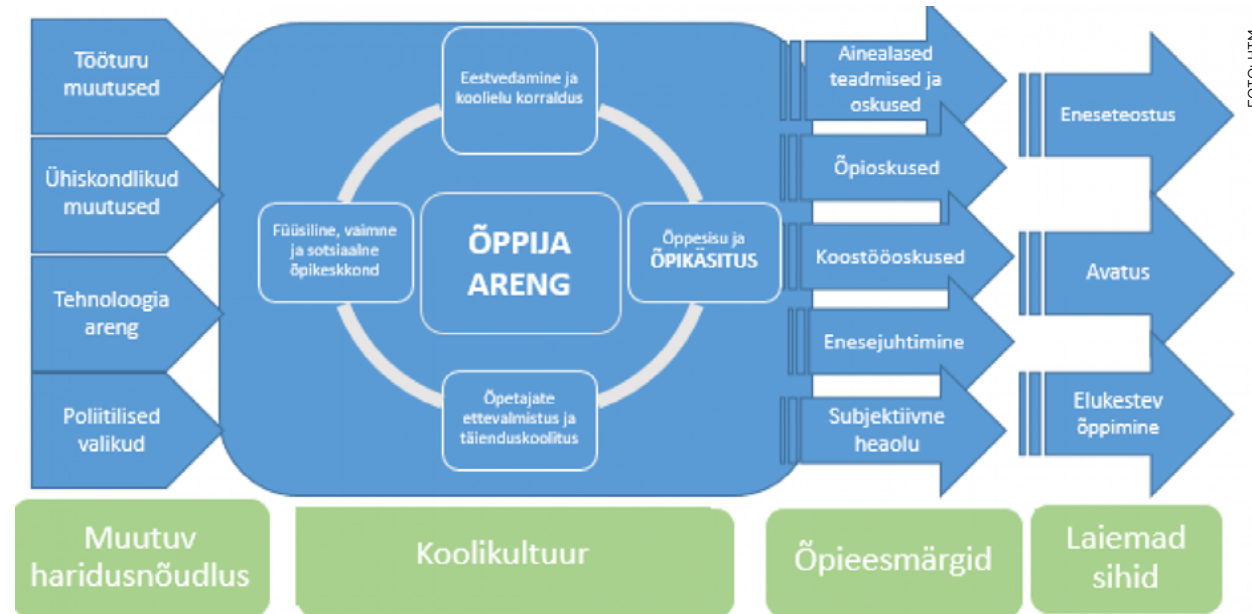 Tööturu
muutused
Ühiskondlikud
muutused
Tehnoloogia
areng
Poliitilised
valikud
Eestvedamine ja
koolielu korraldus
Füüsiline, vaimne
ja sotsiaalne
õpikeskkond
ÕPPIJA
ARENG
Õppesisu ja
ÕPIKÄSITUS
Õpetajate
ettevalmistus ja
täienduskoolitus
Ainealased
teadmised ja
oskused
Õpioskused
Koostööoskused
Enesejuhtimine
Subjektiivne
heaolu
Eneseteostus
Avatus
Elukestev
õppimine
FOTO: HTM
Muutuv
haridusnõudlus
Koolikultuur
Õpieesmärgid
Laiemad
sihid